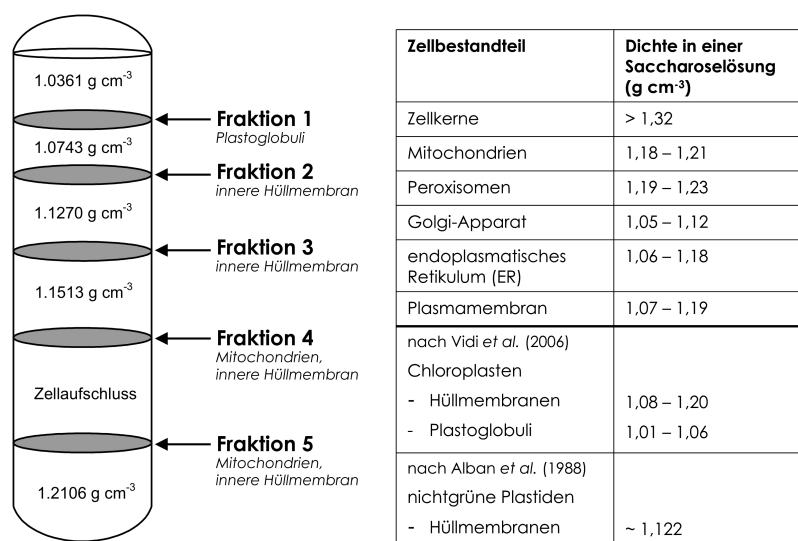 1.0361 g cm-3
Fraktion 1
Plastoglobuli
1.0743 g cm-3
Fraktion 2
innere Hüllmembran
1.1270 g cm-3
Fraktion 3
innere Hüllmembran
1.1513 g cm-3
Fraktion 4
Mitochondrien,
innere Hüllmembran
Zellaufschluss
Fraktion 5
Mitochondrien,
innere Hüllmembran
1.2106 g cm-3
Zellbestandteil
Dichte in einer
Saccharoselösung
(g cm-3)
Zellkerne > 1,32
Mitochondrien 1,18 – 1,21
Peroxisomen 1,19 – 1,23
Golgi-Apparat 1,05 – 1,12
endoplasmatisches 1,06 – 1,18
Retikulum (ER)
Plasmamembran 1,07 – 1,19
nach Vidi et al. (2006)
Chloroplasten
- Hüllmembranen 1,08 – 1,20
- Plastoglobuli 1,01 – 1,06
nach Alban et al. (1988)
nichtgrüne Plastiden
- Hüllmembranen ~ 1,122